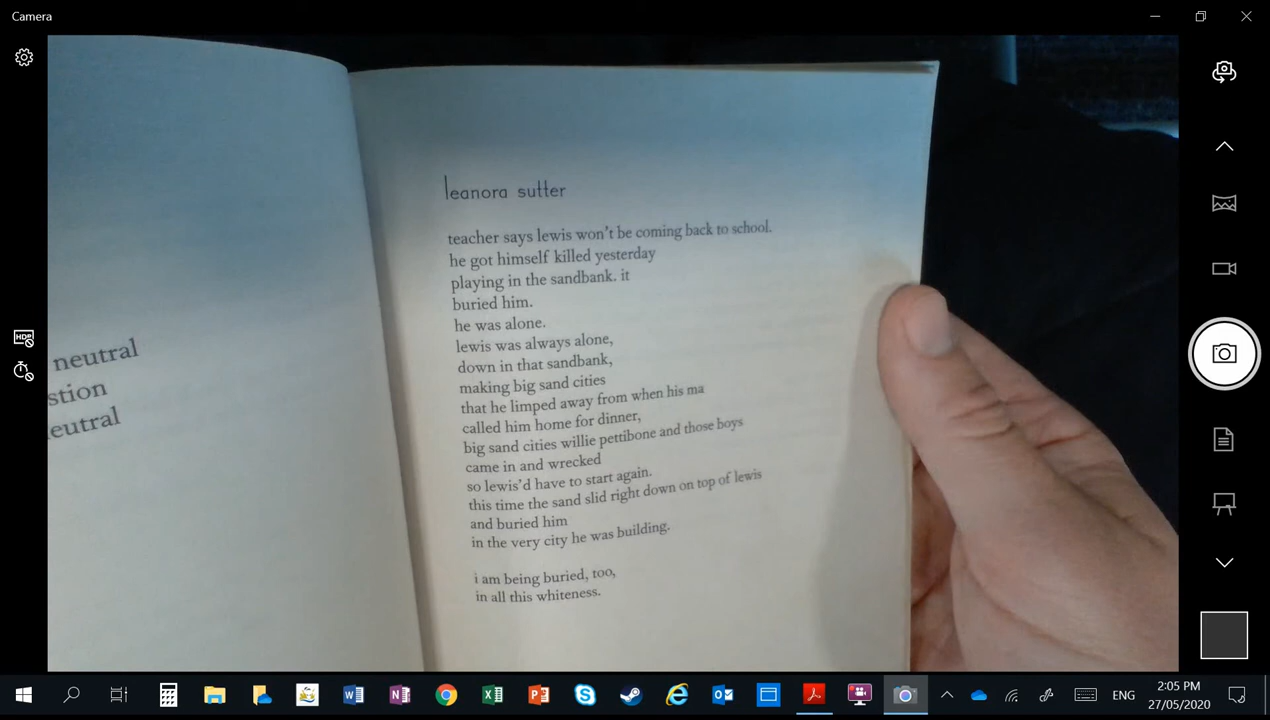 Camera
neutral
stion
eutral
leanora sutter
teacher says lewis won't be coming back to school.
he got himself killed yesterday
playing in the sandbank. it
buried him.
he was alone.
lewis was always alone,
down in that sandbank,
making big sand cities
that he limped away from when his ma
called him home for dinner,
big sand cities willie pettibone and those boys
came in and wrecked
so lewis'd have to start again.
this time the sand slid right down on top of lewis
and buried him
in the very city he was building.
i am being buried, too,
in all this whiteness.
ENG
2:05 PM
27/05/2020